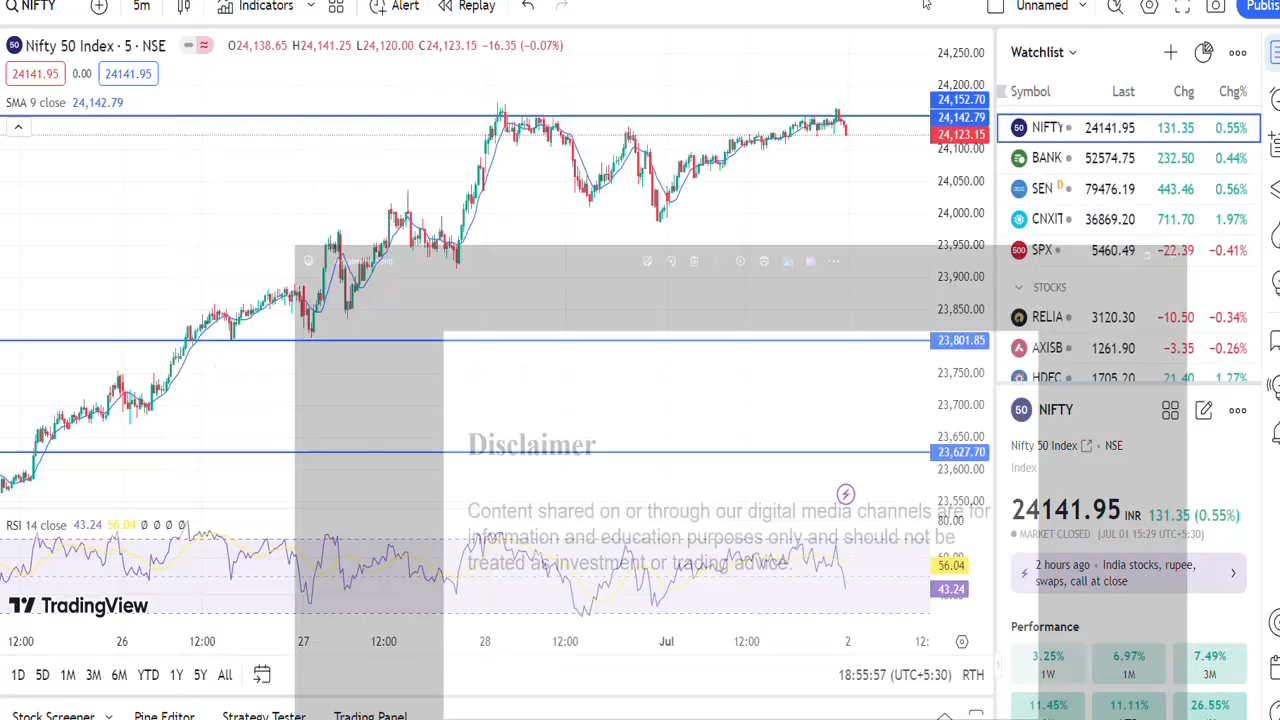 NIFTY 5m Indicators Alert Replay Unnamed Publis
Nifty 50 Index · 5 · NSE O24,138.65 H24,141.25 L24,120.00 C24,123.15 −16.35 (−0.07%)
24141.95 0.00 24141.95
SMA 9 close 24,142.79
24,250.00
24,200.00
24,152.70
24,142.79
24,123.15
24,100.00
24,050.00
24,000.00
23,950.00
23,900.00
23,850.00
23,801.85
23,750.00
23,700.00
23,650.00
23,627.70
23,600.00
23,550.00
Disclaimer
Content shared on or through our digital media channels are for
information and education purposes only and should not be
treated as investment or trading advice.
RSI 14 close 43.24 56.04 Ø Ø Ø Ø
80.00
60.00
56.04
43.24
TradingView
12:00 26 12:00 27 12:00 28 12:00 Jul 12:00 2 12:
1D 5D 1M 3M 6M YTD 1Y 5Y All 18:55:57 (UTC+5:30) RTH
Stock Screener Pine Editor Strategy Tester Trading Panel
Watchlist
Symbol Last Chg Chg%
NIFTY 24141.95 131.35 0.55%
BANK 52574.75 232.50 0.44%
SEN D 79476.19 443.46 0.56%
CNXIT 36869.20 711.70 1.97%
SPX 5460.49 −22.39 −0.41%
STOCKS
RELIA 3120.30 −10.50 −0.34%
AXISB 1261.90 −3.35 −0.26%
HDFC 1705.20 21.40 1.27%
50 NIFTY
Nifty 50 Index · NSE
Index
24141.95 INR 131.35 (0.55%)
MARKET CLOSED (JUL 01 15:29 UTC+5:30)
2 hours ago · India stocks, rupee,
swaps, call at close
Performance
3.25% 6.97% 7.49%
1W 1M 3M
11.45% 11.11% 26.55%